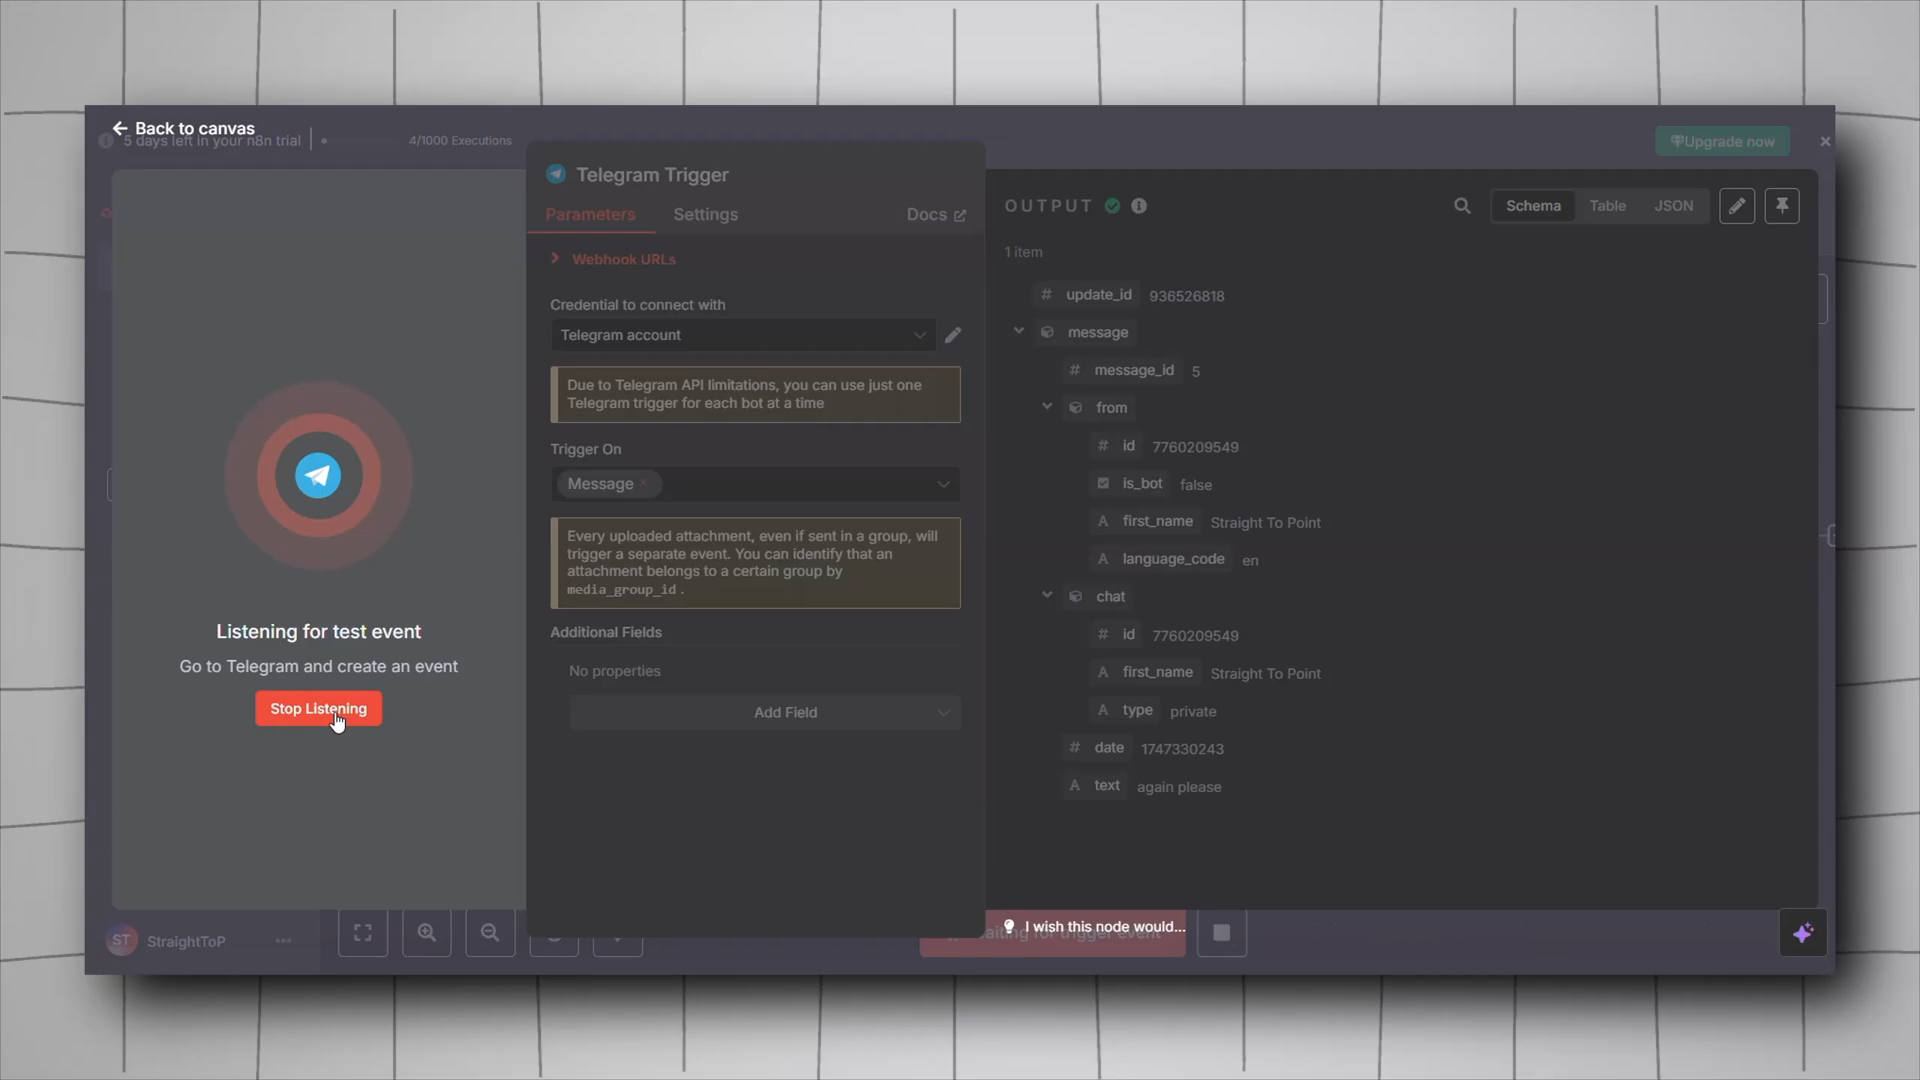 Back to canvas
5 days left in your n8n trial
4/1000 Executions
Upgrade now
Telegram Trigger
Parameters
Settings
Docs
Webhook URLs
Credential to connect with
Telegram account
Due to Telegram API limitations, you can use just one
Telegram trigger for each bot at a time
Trigger On
Message
Every uploaded attachment, even if sent in a group, will
trigger a separate event. You can identify that an
attachment belongs to a certain group by
media_group_id .
Additional Fields
No properties
Add Field
Listening for test event
Go to Telegram and create an event
Stop Listening
OUTPUT
Schema
Table
JSON
1 item
# update_id 936526818
message
# message_id 5
from
# id 7760209549
is_bot false
A first_name Straight To Point
A language_code en
chat
# id 7760209549
A first_name Straight To Point
A type private
# date 1747330243
A text again please
I wish this node would...
for trigger event
ST
StraightToP